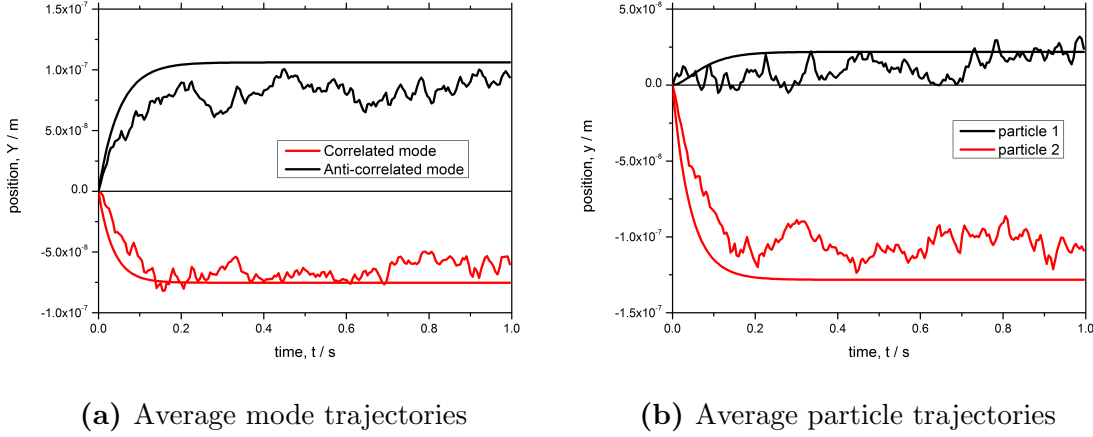 1.5x10⁻⁷
1.0x10⁻⁷
5.0x10⁻⁸
0.0
-5.0x10⁻⁸
-1.0x10⁻⁷
position, Y / m
Correlated mode
Anti-correlated mode
0.0 0.2 0.4 0.6 0.8 1.0
time, t / s
(a) Average mode trajectories
5.0x10⁻⁸
0.0
-5.0x10⁻⁸
-1.0x10⁻⁷
-1.5x10⁻⁷
position, y / m
particle 1
particle 2
0.0 0.2 0.4 0.6 0.8 1.0
time, t / s
(b) Average particle trajectories